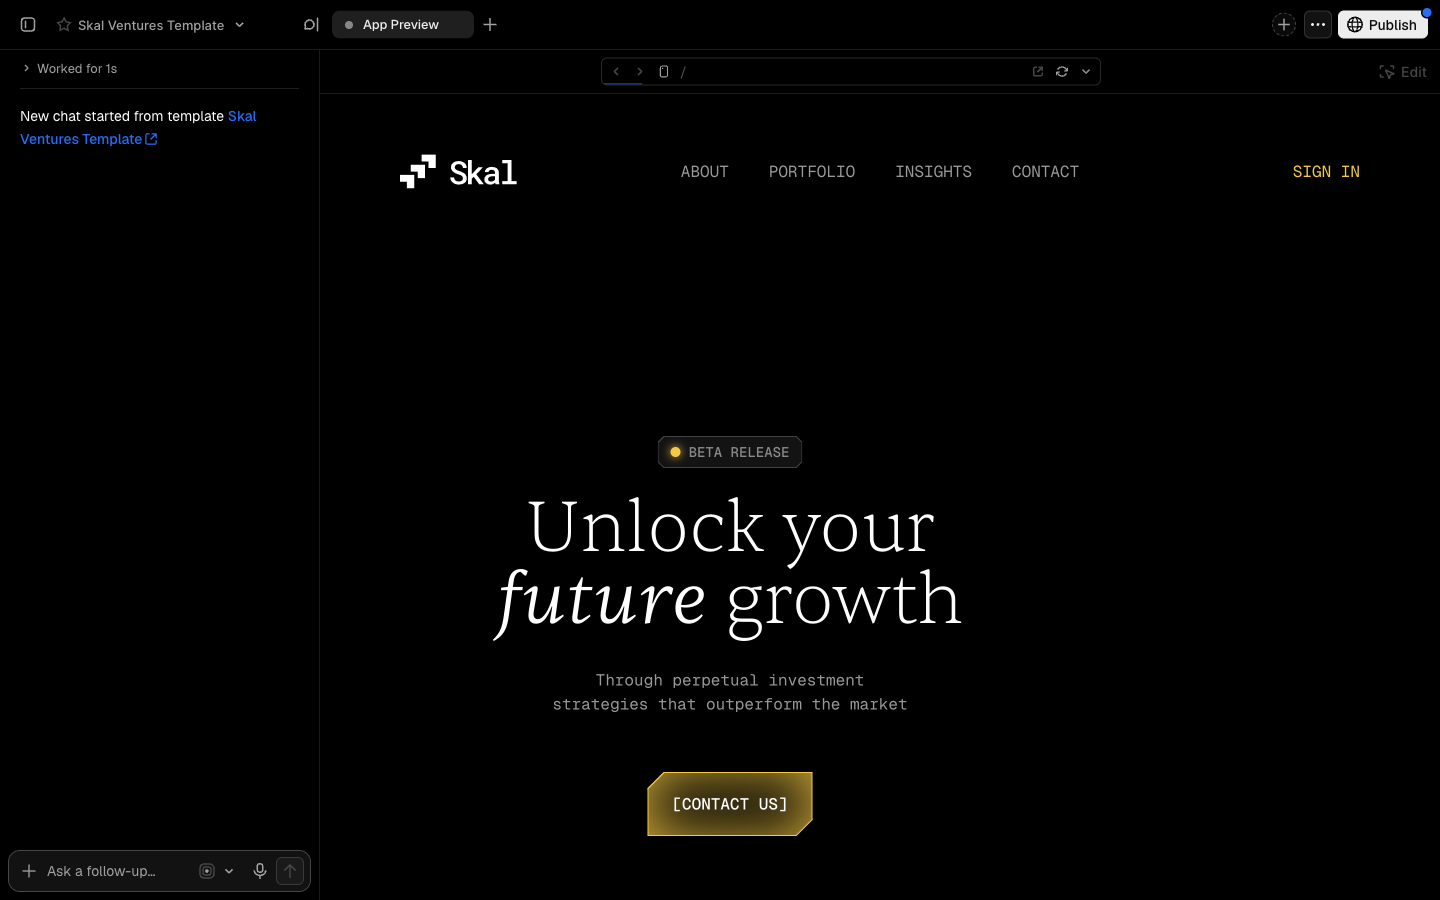 Skal Ventures Template
App Preview
Publish
Worked for 1s
/
Edit
New chat started from template Skal
Ventures Template
Skal
ABOUT
PORTFOLIO
INSIGHTS
CONTACT
SIGN IN
BETA RELEASE
Unlock your
future growth
Through perpetual investment
strategies that outperform the market
[CONTACT US]
Ask a follow-up...